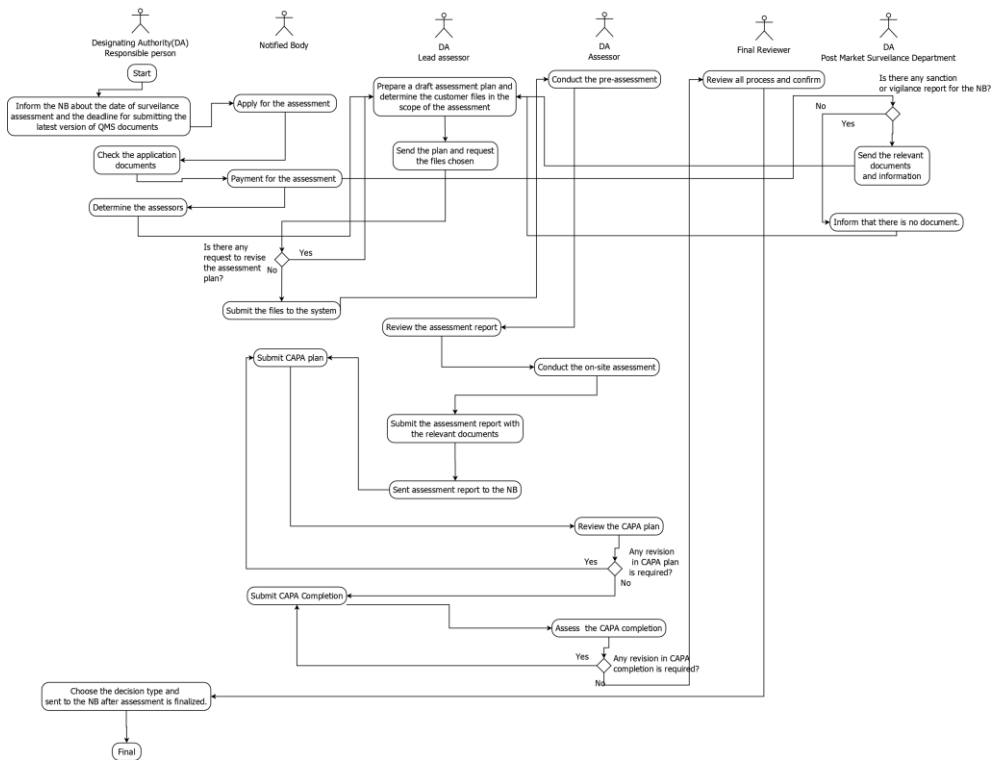 Designating Authority(DA)
Responsible person
Notified Body
DA
Lead assessor
DA
Assessor
Final Reviewer
DA
Post Market Surveillance Department
Start
Inform the NB about the date of surveilance
assessment and the deadline for submitting the
latest version of QMS documents
Apply for the assessment
Prepare a draft assessment plan and
determine the customer files in the
scope of the assessment
Conduct the pre-assessment
Review all process and confirm
Is there any sanction
or vigilance report for the NB?
No
Yes
Check the application
documents
Send the plan and request
the files chosen
Send the relevant
documents
and information
Payment for the assessment
Determine the assessors
Inform that there is no document.
Is there any
request to revise
the assessment
plan?
Yes
No
Submit the files to the system
Review the assessment report
Submit CAPA plan
Conduct the on-site assessment
Submit the assessment report with
the relevant documents
Sent assessment report to the NB
Review the CAPA plan
Any revision
in CAPA plan
is required?
Yes
No
Submit CAPA Completion
Assess the CAPA completion
Yes
Any revision in CAPA
completion is required?
No
Choose the decision type and
sent to the NB after assessment is finalized.
Final